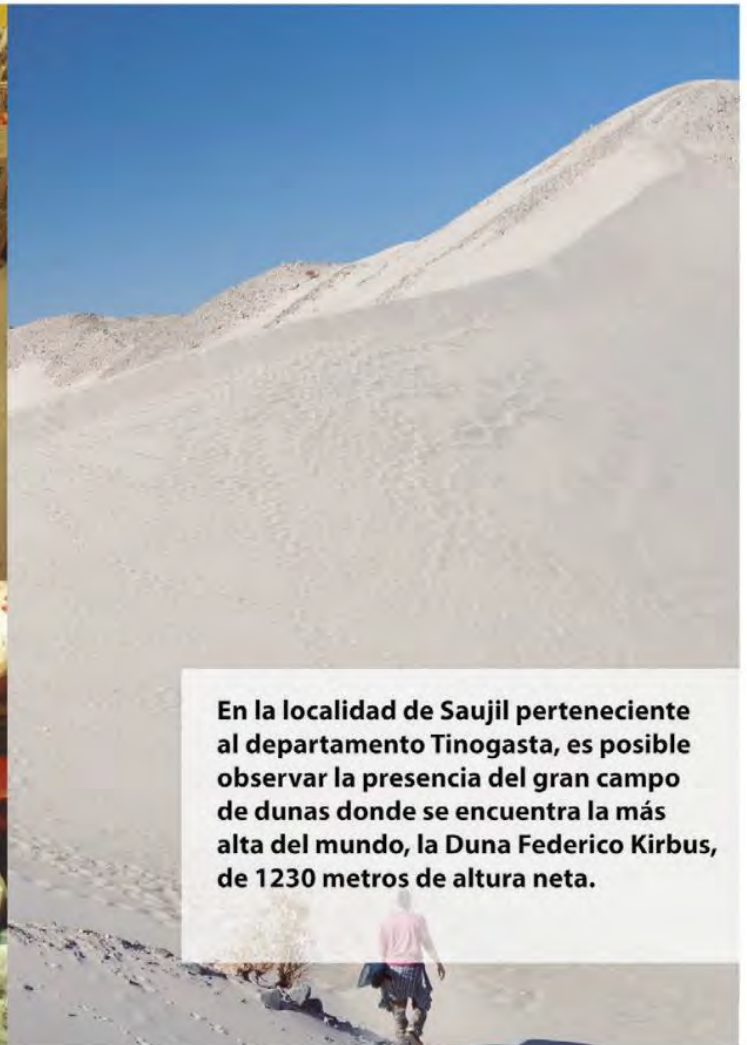 En la localidad de Saujil perteneciente
al departamento Tinogasta, es posible
observar la presencia del gran campo
de dunas donde se encuentra la más
alta del mundo, la Duna Federico Kirbus,
de 1230 metros de altura neta.